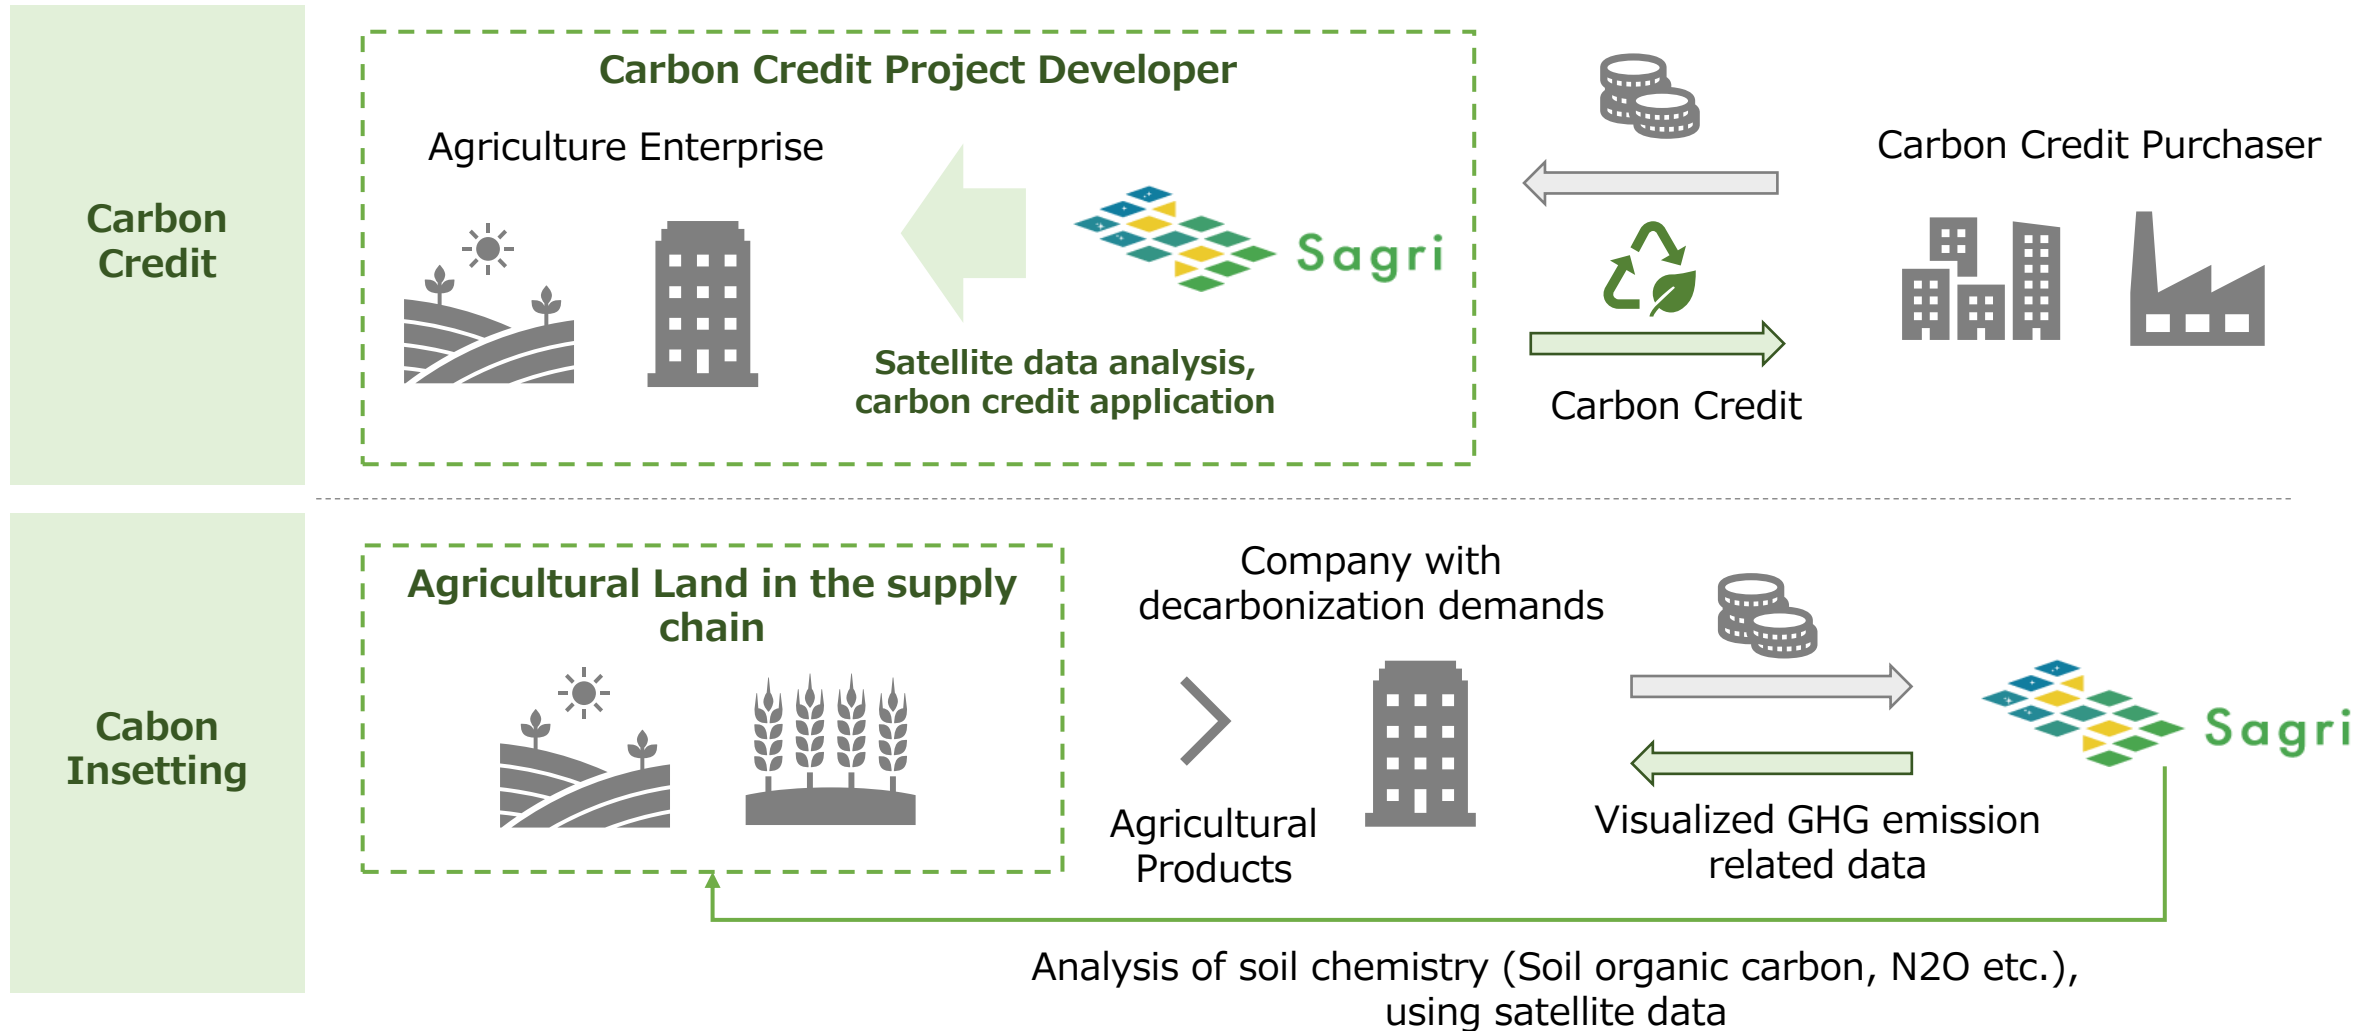 Carbon
Credit
Carbon Credit Project Developer
Agriculture Enterprise
Sagri
Satellite data analysis,
carbon credit application
Carbon Credit
Carbon Credit Purchaser
Cabon
Insetting
Agricultural Land in the supply
chain
Agricultural
Products
Company with
decarbonization demands
Visualized GHG emission
related data
Sagri
Analysis of soil chemistry (Soil organic carbon, N2O etc.),
using satellite data